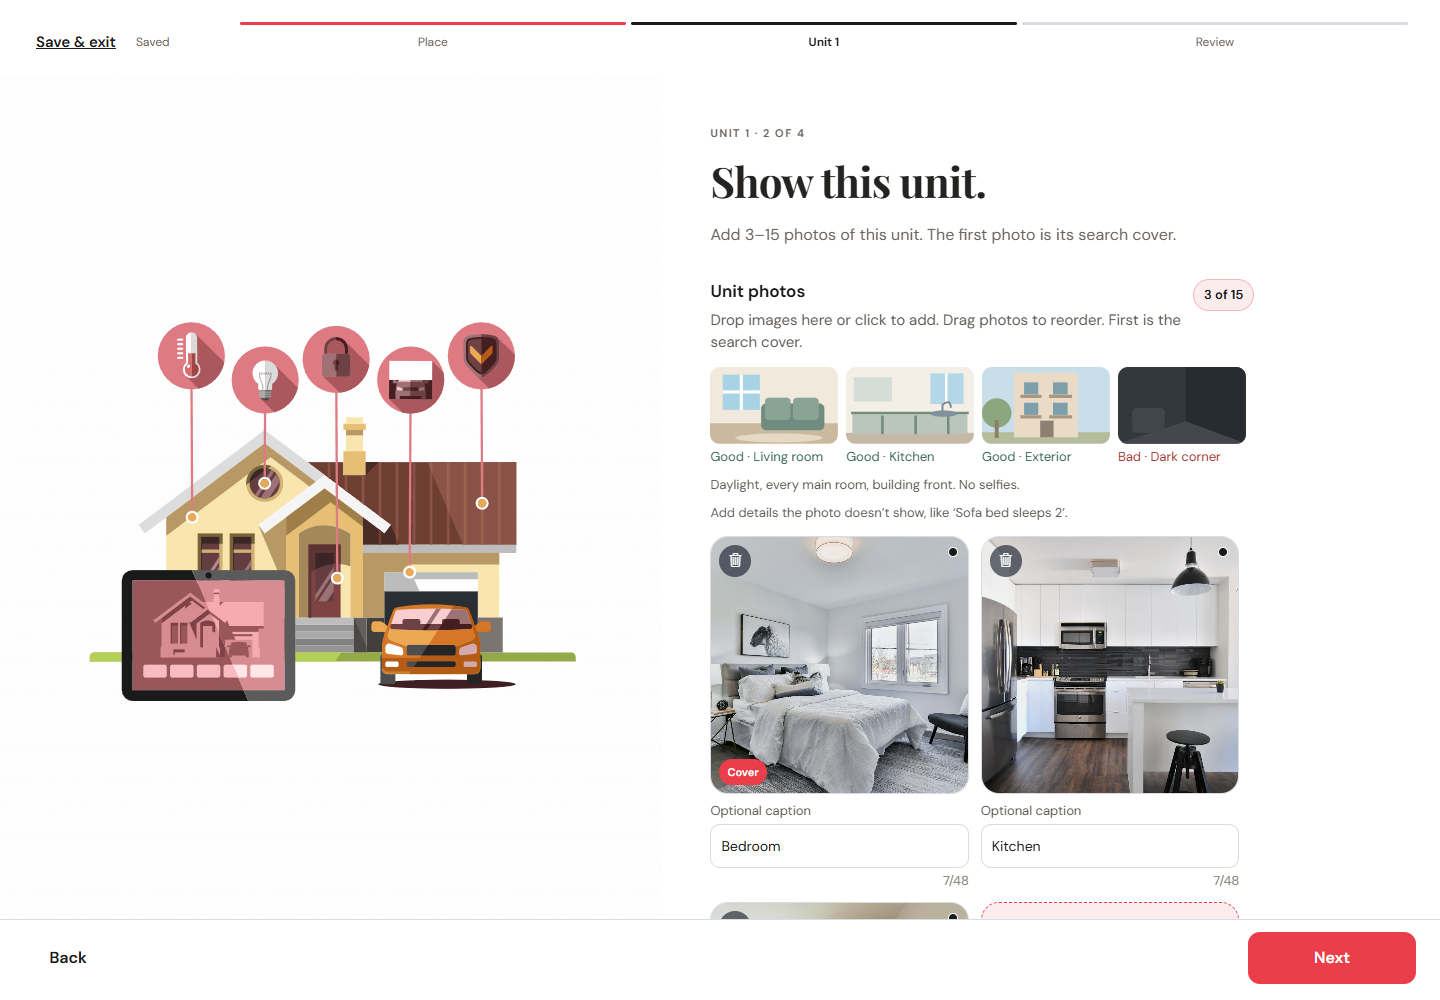 Save & exit
Saved
Place
Unit 1
Review
UNIT 1 · 2 OF 4
Show this unit.
Add 3–15 photos of this unit. The first photo is its search cover.
Unit photos
3 of 15
Drop images here or click to add. Drag photos to reorder. First is the
search cover.
Good · Living room
Good · Kitchen
Good · Exterior
Bad · Dark corner
Daylight, every main room, building front. No selfies.
Add details the photo doesn’t show, like ‘Sofa bed sleeps 2’.
Cover
Optional caption
Optional caption
Bedroom
Kitchen
7/48
7/48
Back
Next